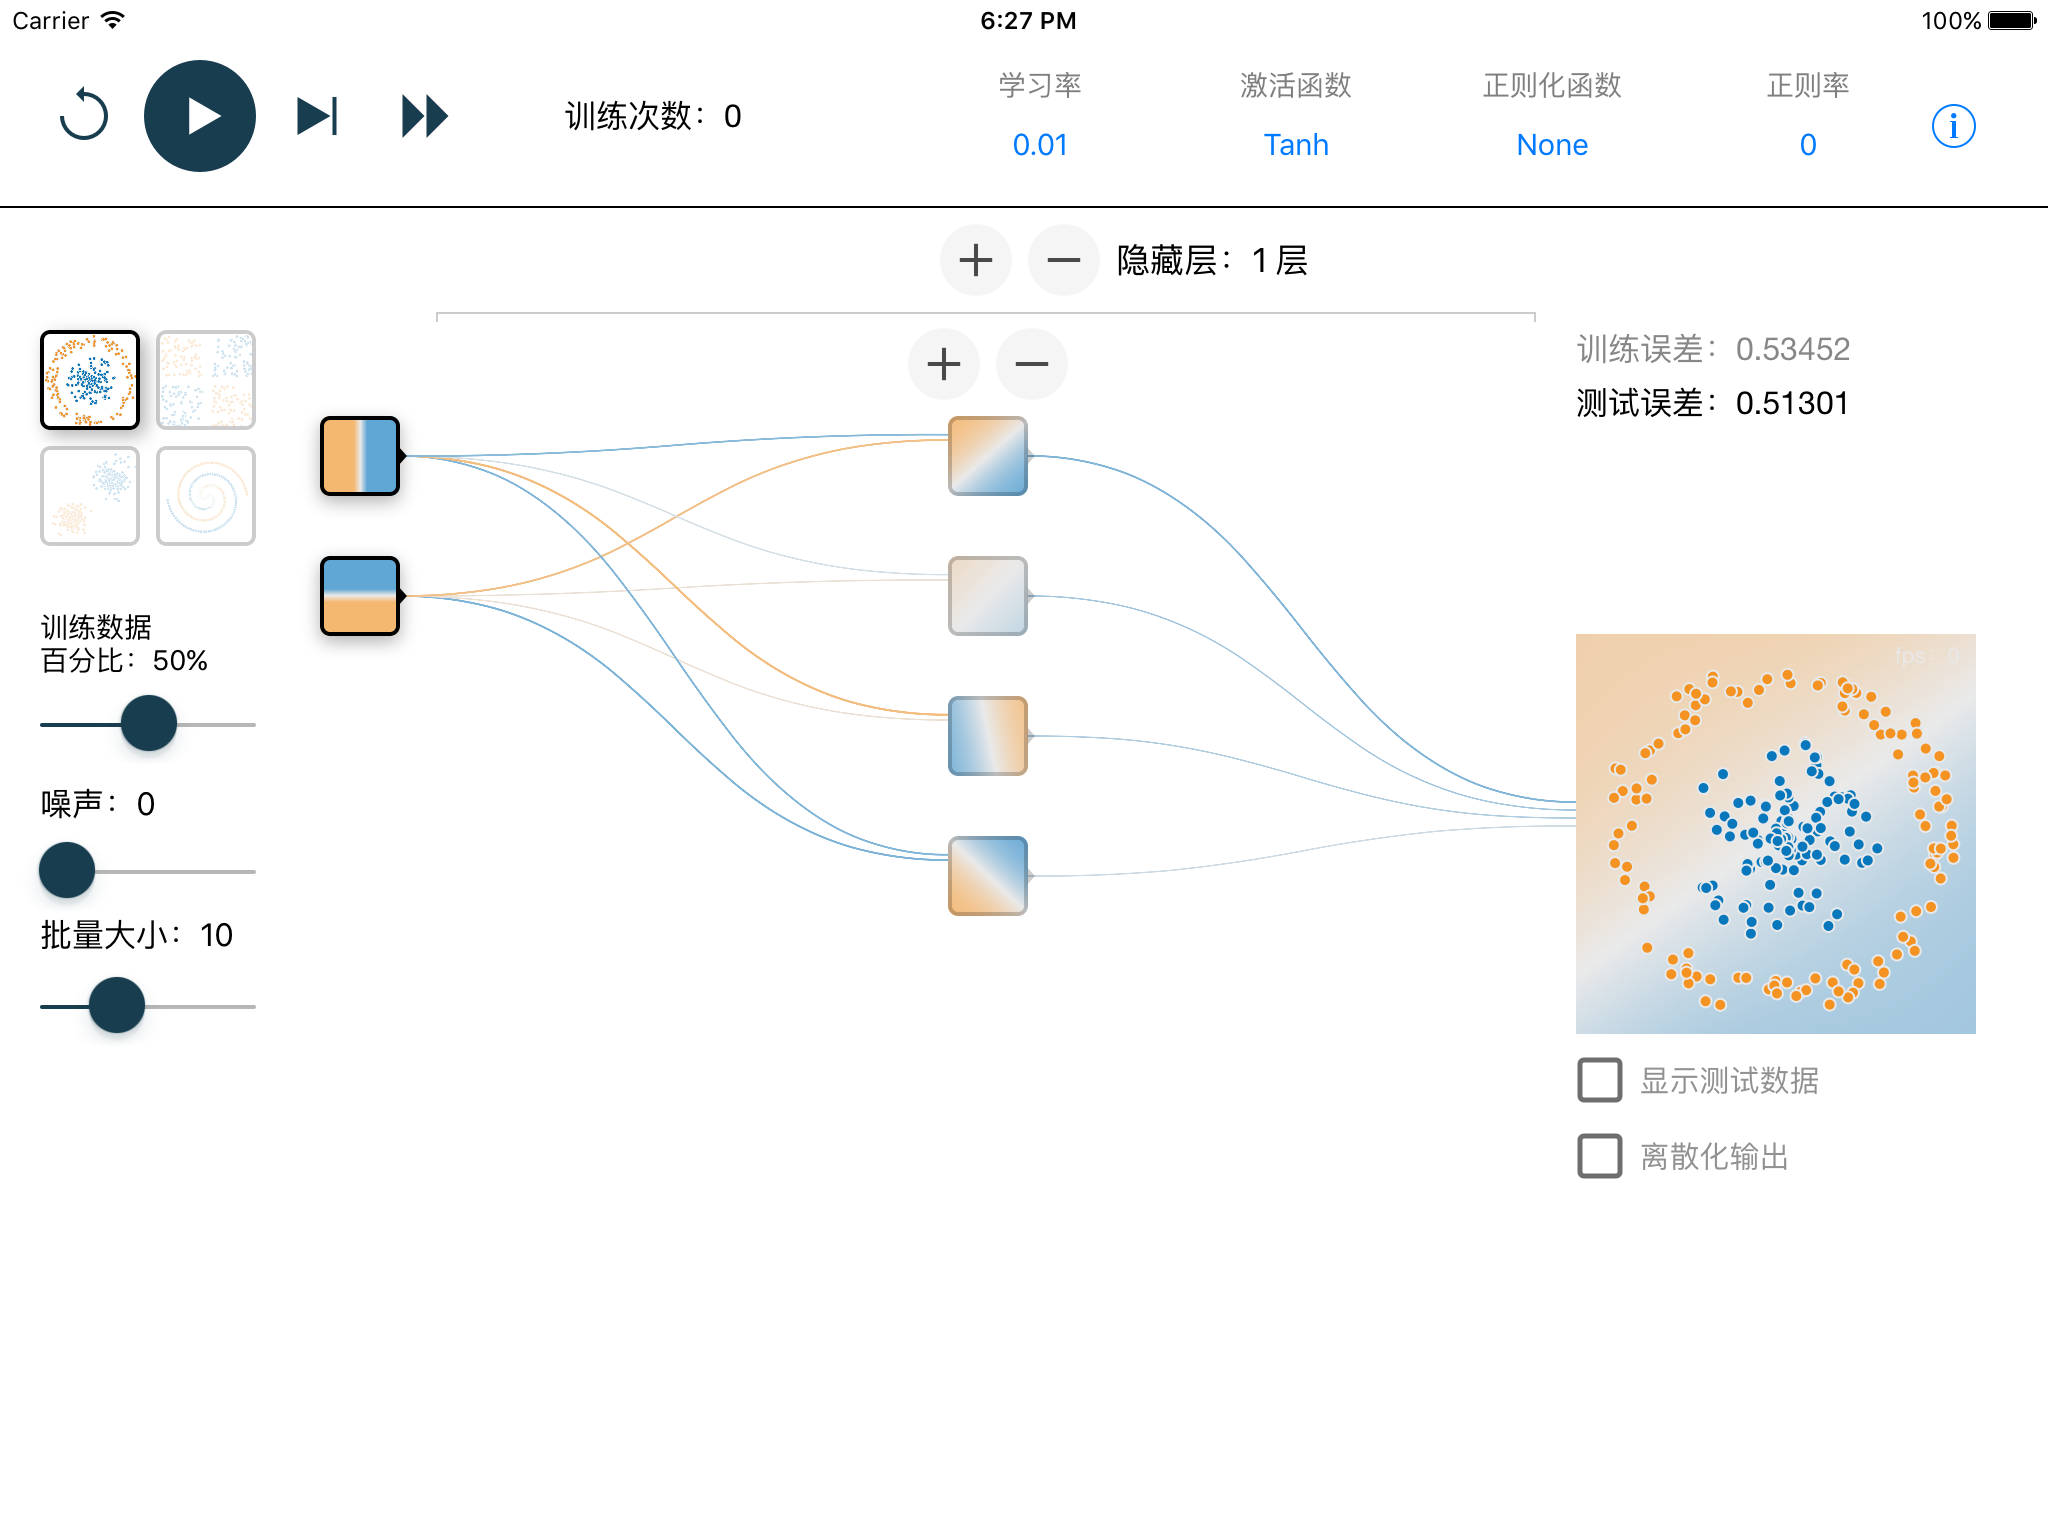 Carrier
6:27 PM
100%
训练次数：0
学习率
激活函数
正则化函数
正则率
0.01
Tanh
None
0
i
隐藏层：1 层
训练误差：0.53452
测试误差：0.51301
训练数据
百分比：50%
噪声：0
批量大小：10
fps：0
显示测试数据
离散化输出